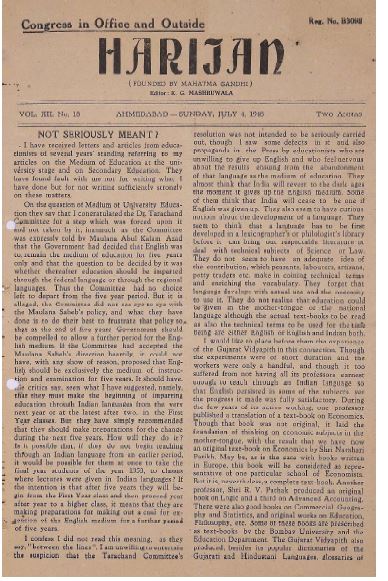 Congress in Office and Outside
Reg. No. B3092
HARIJAN
(FOUNDED BY MAHATMA GANDHI)
Editor: K. G. MASHRUWALA
VOL. XII. No. 18
AHMEDABAD — SUNDAY, JULY 4, 1948
Two Annas
NOT SERIOUSLY MEANT?
I have received letters and articles from educa-
tionists of several years' standing referring to my
articles on the Medium of Education at the uni-
versity stage and on Secondary Education. They
have found fault with me not for writing what I
have done but for not writing sufficiently strongly
on these matters.
On the question of Medium of University Educa-
tion they say that I congratulated the Dr. Tarachand
Committee for a step which was forced upon it
and not taken by it, inasmuch as the Committee
was expressly told by Maulana Abul Kalam Azad
that the Government had decided that English was
to remain the medium of education for five years
only and that the question to be decided by it was
whether thereafter education should be imparted
through the federal language or through the regional
languages. Thus the Committee had no choice
left to depart from the five year period. But it is
alleged, the Committee did not see eye to eye with
the Maulana Saheb's policy, and what they have
done is to do their best to frustrate that policy so
that at the end of five years Government should
be compelled to allow a further period for the Eng-
lish medium. If the Committee had accepted the
Maulana Saheb's direction heartily, it could not
have, with any show of reason, proposed that Eng-
lish should be exclusively the medium of instruc-
tion and examination for five years. It should have,
the critics say, seen what I have suggested, namely,
that they must make the beginning of imparting
education through Indian languages from the very
next year or at the latest after two, in the First
Year classes. But they have simply recommended
that they should make preparations for the change
during the next five years. How will they do it?
Is it possible that, if they do not begin teaching
through an Indian language from an earlier period,
it would be possible for them at once to take the
final year students of the year 1953, to classes
where lectures were given in Indian languages? If
the intention is that after five years they will be-
gin from the First Year class and then proceed year
after year to a higher class, it means that they are
making preparations for making out a case for ex-
pansion of the English medium for a further period
of five years.
I confess I did not read this meaning, as they
say, "between the lines". I am unwilling to entertain
the suspicion that the Tarachand Committee's
resolution was not intended to be seriously carried
out, though I saw some defects in it and also
propaganda in the Press by educationists who are
unwilling to give up English and who feel nervous
about the results ensuing from the abandonment
of that language as the medium of education. They
almost think that India will revert to the dark ages
the moment it gives up the English medium. Some
of them think that India will cease to be one if
English was given up. They also seem to have curious
notions about the development of a language. They
seem to think that a language has to be first
developed in a lexicographer's or philologist's library
before it can bring out respectable literature to
deal with technical subjects of Science or Law.
They do not seem to have an adequate idea of
the contribution, which peasants, labourers, artisans,
petty traders etc. make in coining technical terms
and enriching the vocabulary. They forget that
language develops with actual use and the necessity
to use it. They do not realize that education could
be given in the mother-tongue or the national
language although the actual text-books to be read
as also the technical terms to be used for the time
being are either English or English and Indian both.
I would like to place before them the experience
of the Gujarat Vidyapith in this connection. Though
the experiments were of short duration and the
workers were only a handful, and though it too
suffered from not having all its professors earnest
enough to teach through an Indian language so
that English persisted in some of the subjects, yet
the progress it made was fully satisfactory. During
the few years of its active working, one professor
published a translation of a text-book on Economics.
Though that book was not original, it laid the
foundation of thinking on economic subjects in the
mother-tongue, with the result that we have now
an original text-book on Economics by Shri Narahari
Parikh. May be, as is the case with books written
in Europe, this book will be considered as repre-
sentative of one particular school of Economics.
But it is, nevertheless, a complete text-book. Another
professor, Shri R. V. Pathak produced an original
book on Logic and a third on Advanced Accounting.
There were also good books on Commercial Geogra-
phy and Statistics, and original works on Education,
Philosophy, etc. Some of these books are prescribed
as text-books by the Bombay University and the
Education Department. The Gujarat Vidyapith also
produced, besides its popular dictionaries of the
Gujarati and Hindustani Languages, glossaries of